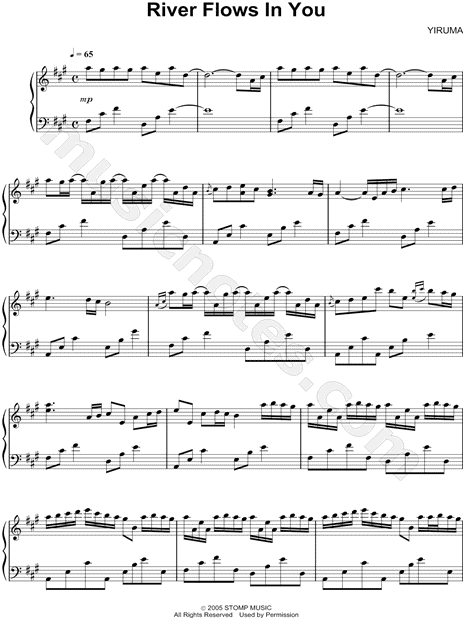 River Flows In You
YIRUMA
♩ = 65
mp
musicnotes.com
© 2005 STOMP MUSIC
All Rights Reserved Used by Permission